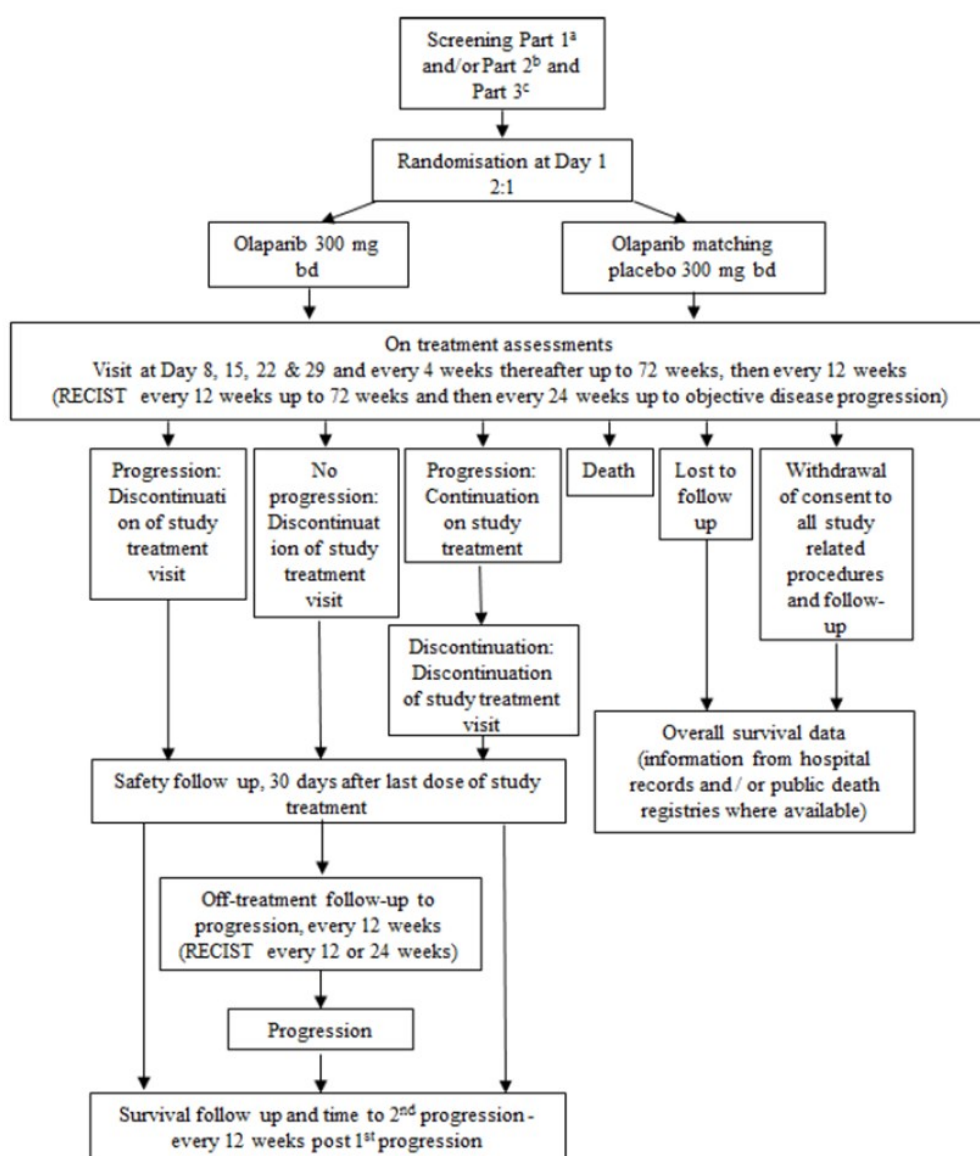 Screening Part 1ᵃ
and/or Part 2ᵇ and
Part 3ᶜ
Randomisation at Day 1
2:1
Olaparib 300 mg
bd
Olaparib matching
placebo 300 mg bd
On treatment assessments
Visit at Day 8, 15, 22 & 29 and every 4 weeks thereafter up to 72 weeks, then every 12 weeks
(RECIST every 12 weeks up to 72 weeks and then every 24 weeks up to objective disease progression)
Progression:
Discontinuati
on of study
treatment
visit
No
progression:
Discontinuat
ion of study
treatment
visit
Progression:
Continuation
on study
treatment
Death
Lost to
follow
up
Withdrawal
of consent to
all study
related
procedures
and follow-
up
Discontinuation:
Discontinuation
of study treatment
visit
Overall survival data
(information from hospital
records and / or public death
registries where available)
Safety follow up, 30 days after last dose of study
treatment
Off-treatment follow-up to
progression, every 12 weeks
(RECIST every 12 or 24 weeks)
Progression
Survival follow up and time to 2ⁿᵈ progression -
every 12 weeks post 1ˢᵗ progression